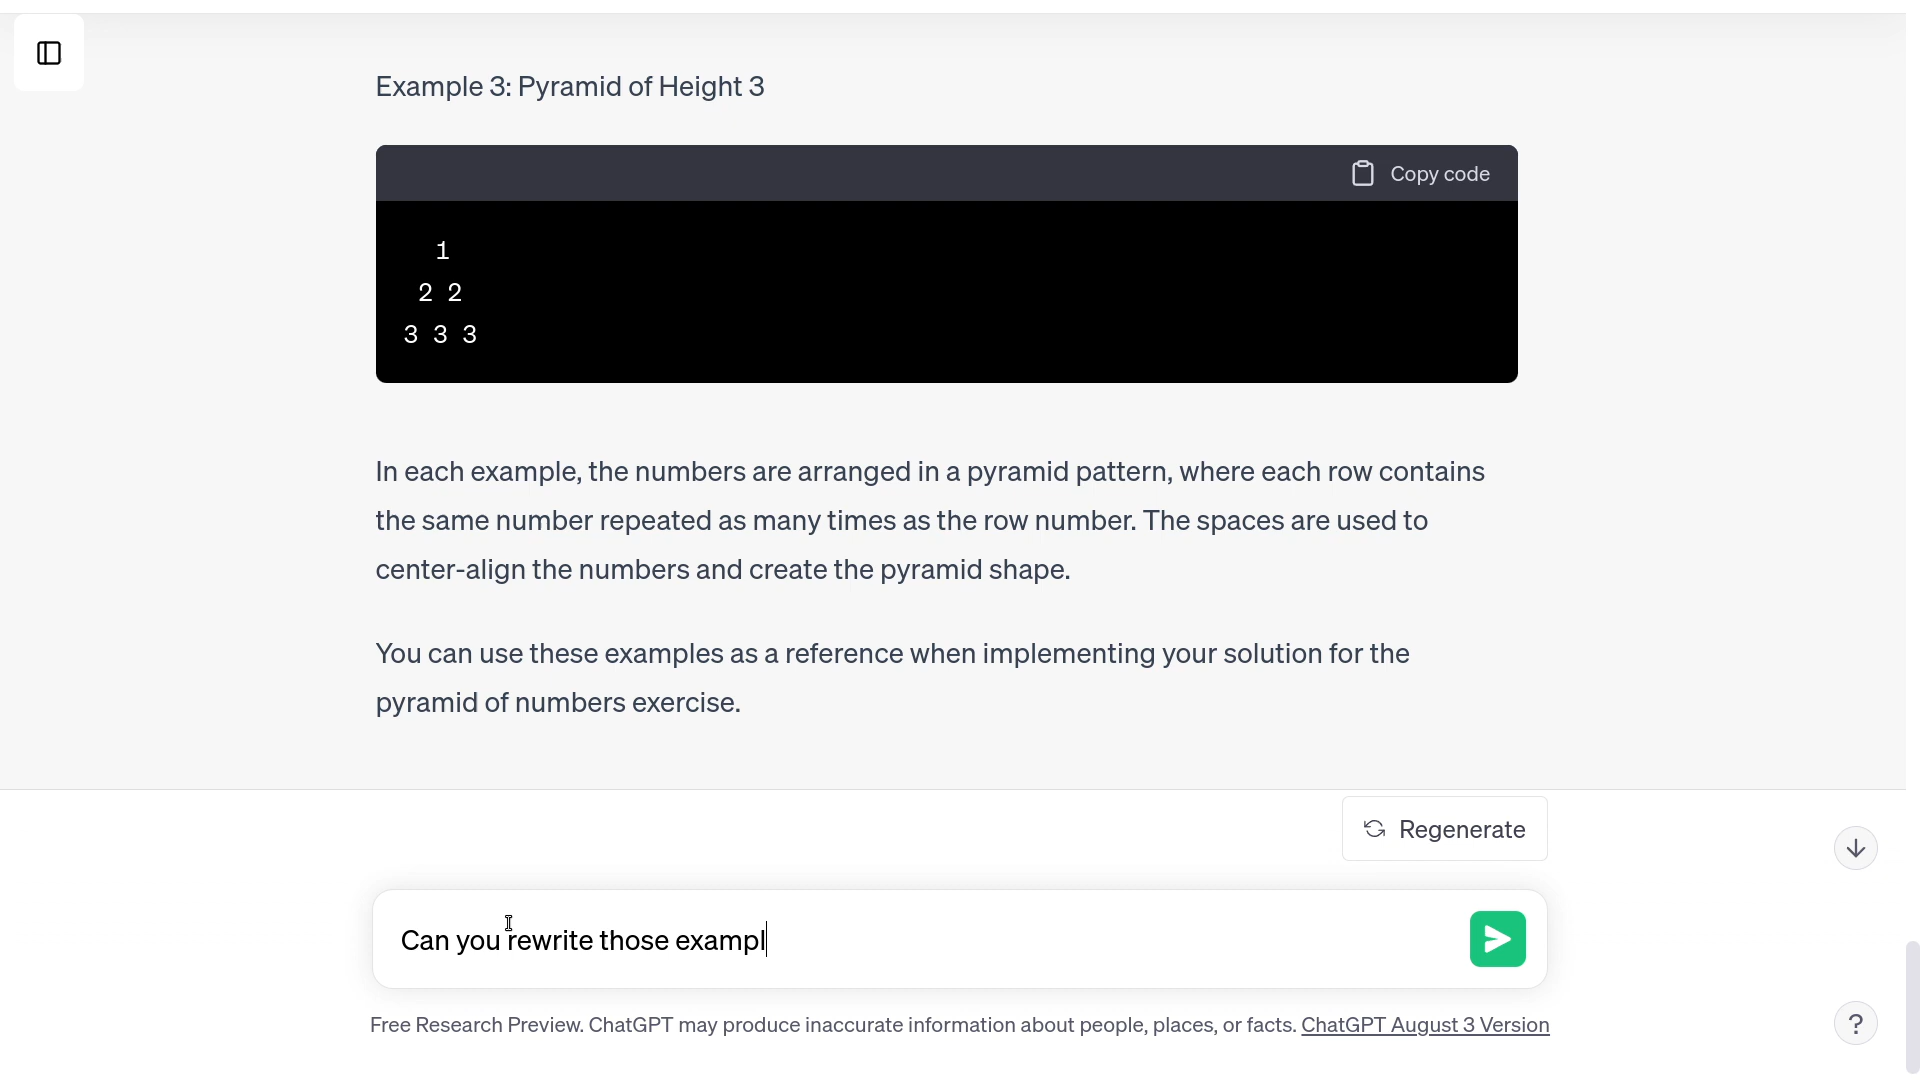 Example 3: Pyramid of Height 3
Copy code
1
2 2
3 3 3
In each example, the numbers are arranged in a pyramid pattern, where each row contains
the same number repeated as many times as the row number. The spaces are used to
center-align the numbers and create the pyramid shape.
You can use these examples as a reference when implementing your solution for the
pyramid of numbers exercise.
Regenerate
Can you rewrite those exampl
Free Research Preview. ChatGPT may produce inaccurate information about people, places, or facts. ChatGPT August 3 Version
?